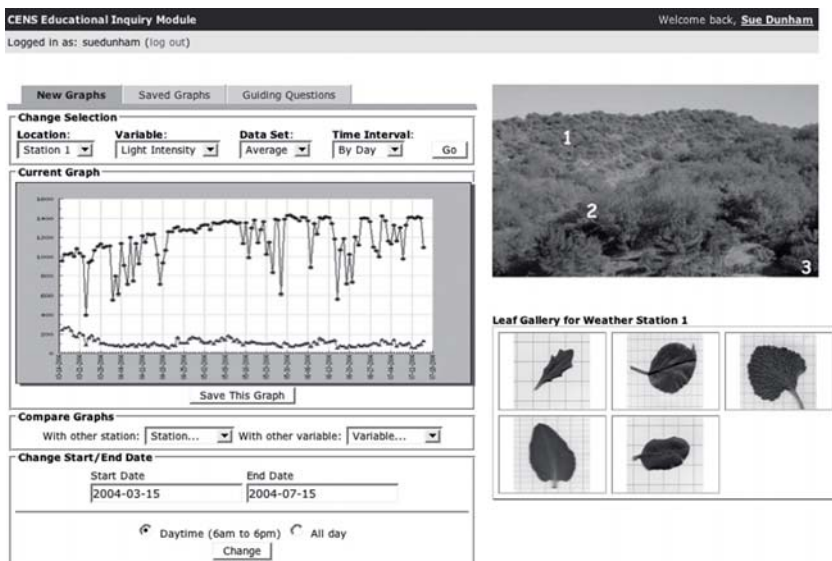 CENS Educational Inquiry Module
Welcome back, Sue Dunham
Logged in as: suedunham (log out)
New Graphs
Saved Graphs
Guiding Questions
Change Selection
Location:
Variable:
Data Set:
Time Interval:
Station 1
Light Intensity
Average
By Day
Go
Current Graph
Save This Graph
Compare Graphs
With other station:
Station...
With other variable:
Variable...
Change Start/End Date
Start Date
End Date
2004-03-15
2004-07-15
Daytime (6am to 6pm)
All day
Change
1
2
3
Leaf Gallery for Weather Station 1